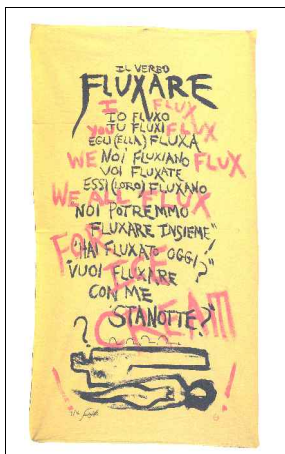 IL VERBO
FLUXARE
I FLUX
IO FLUXO
TU FLUXI
YOU FLUX
EGLI (ELLA) FLUXA
WE FLUX
NOI FLUXIANO
VOI FLUXATE
ESSI (LORO) FLUXANO
WE ALL FLUX
NOI POTREMMO
FLUXARE INSIEME"
FOR
"HAI FLUXATO OGGI?"
ICE
"VUOI FLUXARE
CON ME
CREAM
STANOTTE?"
?
! !